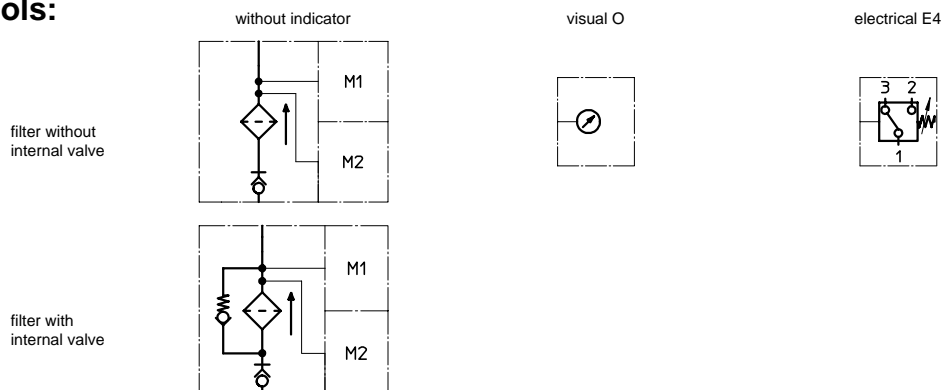 ols:
without indicator
visual O
electrical E4
M1
M2
3 2
1
filter without
internal valve
M1
M2
filter with
internal valve